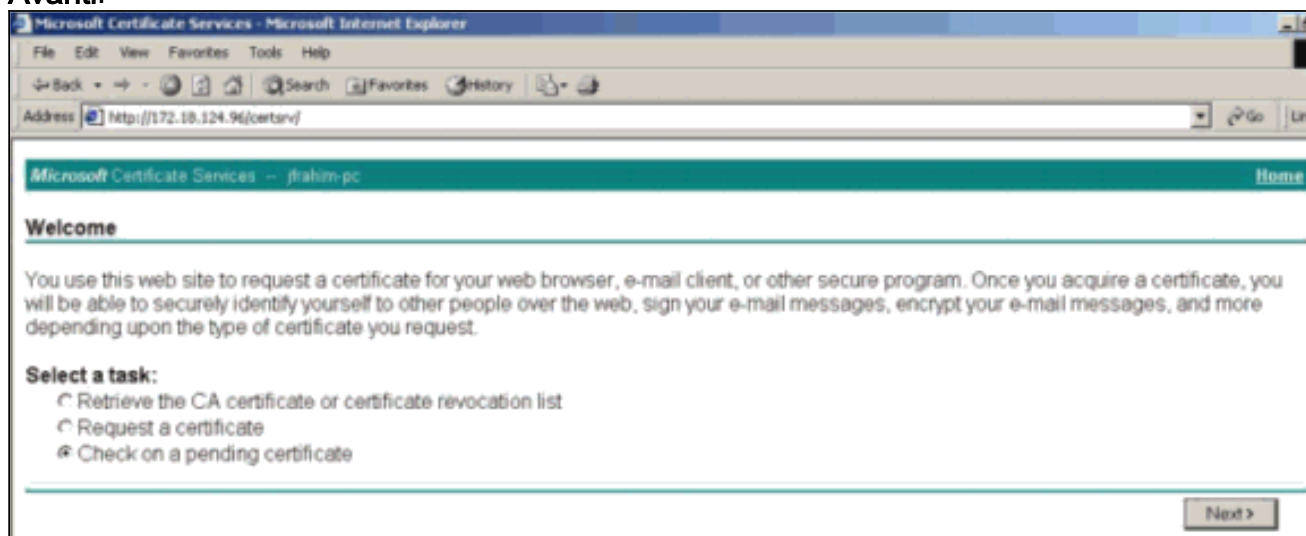 Avanti.
Microsoft Certificate Services - Microsoft Internet Explorer
File Edit View Favorites Tools Help
Back Search Favorites History
Address http://172.18.124.96/certsrv/ Go
Microsoft Certificate Services -- jfrahim-pc Home
Welcome
You use this web site to request a certificate for your web browser, e-mail client, or other secure program. Once you acquire a certificate, you
will be able to securely identify yourself to other people over the web, sign your e-mail messages, encrypt your e-mail messages, and more
depending upon the type of certificate you request.
Select a task:
Retrieve the CA certificate or certificate revocation list
Request a certificate
Check on a pending certificate
Next >